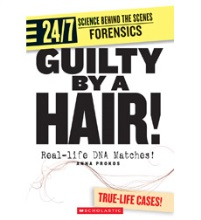 24/7
SCIENCE BEHIND THE SCENES
FORENSICS
GUILTY
BY A
HAIR!
Real-life DNA Matches!
ANNA PROKOS
TRUE-LIFE CASES!
SCHOLASTIC